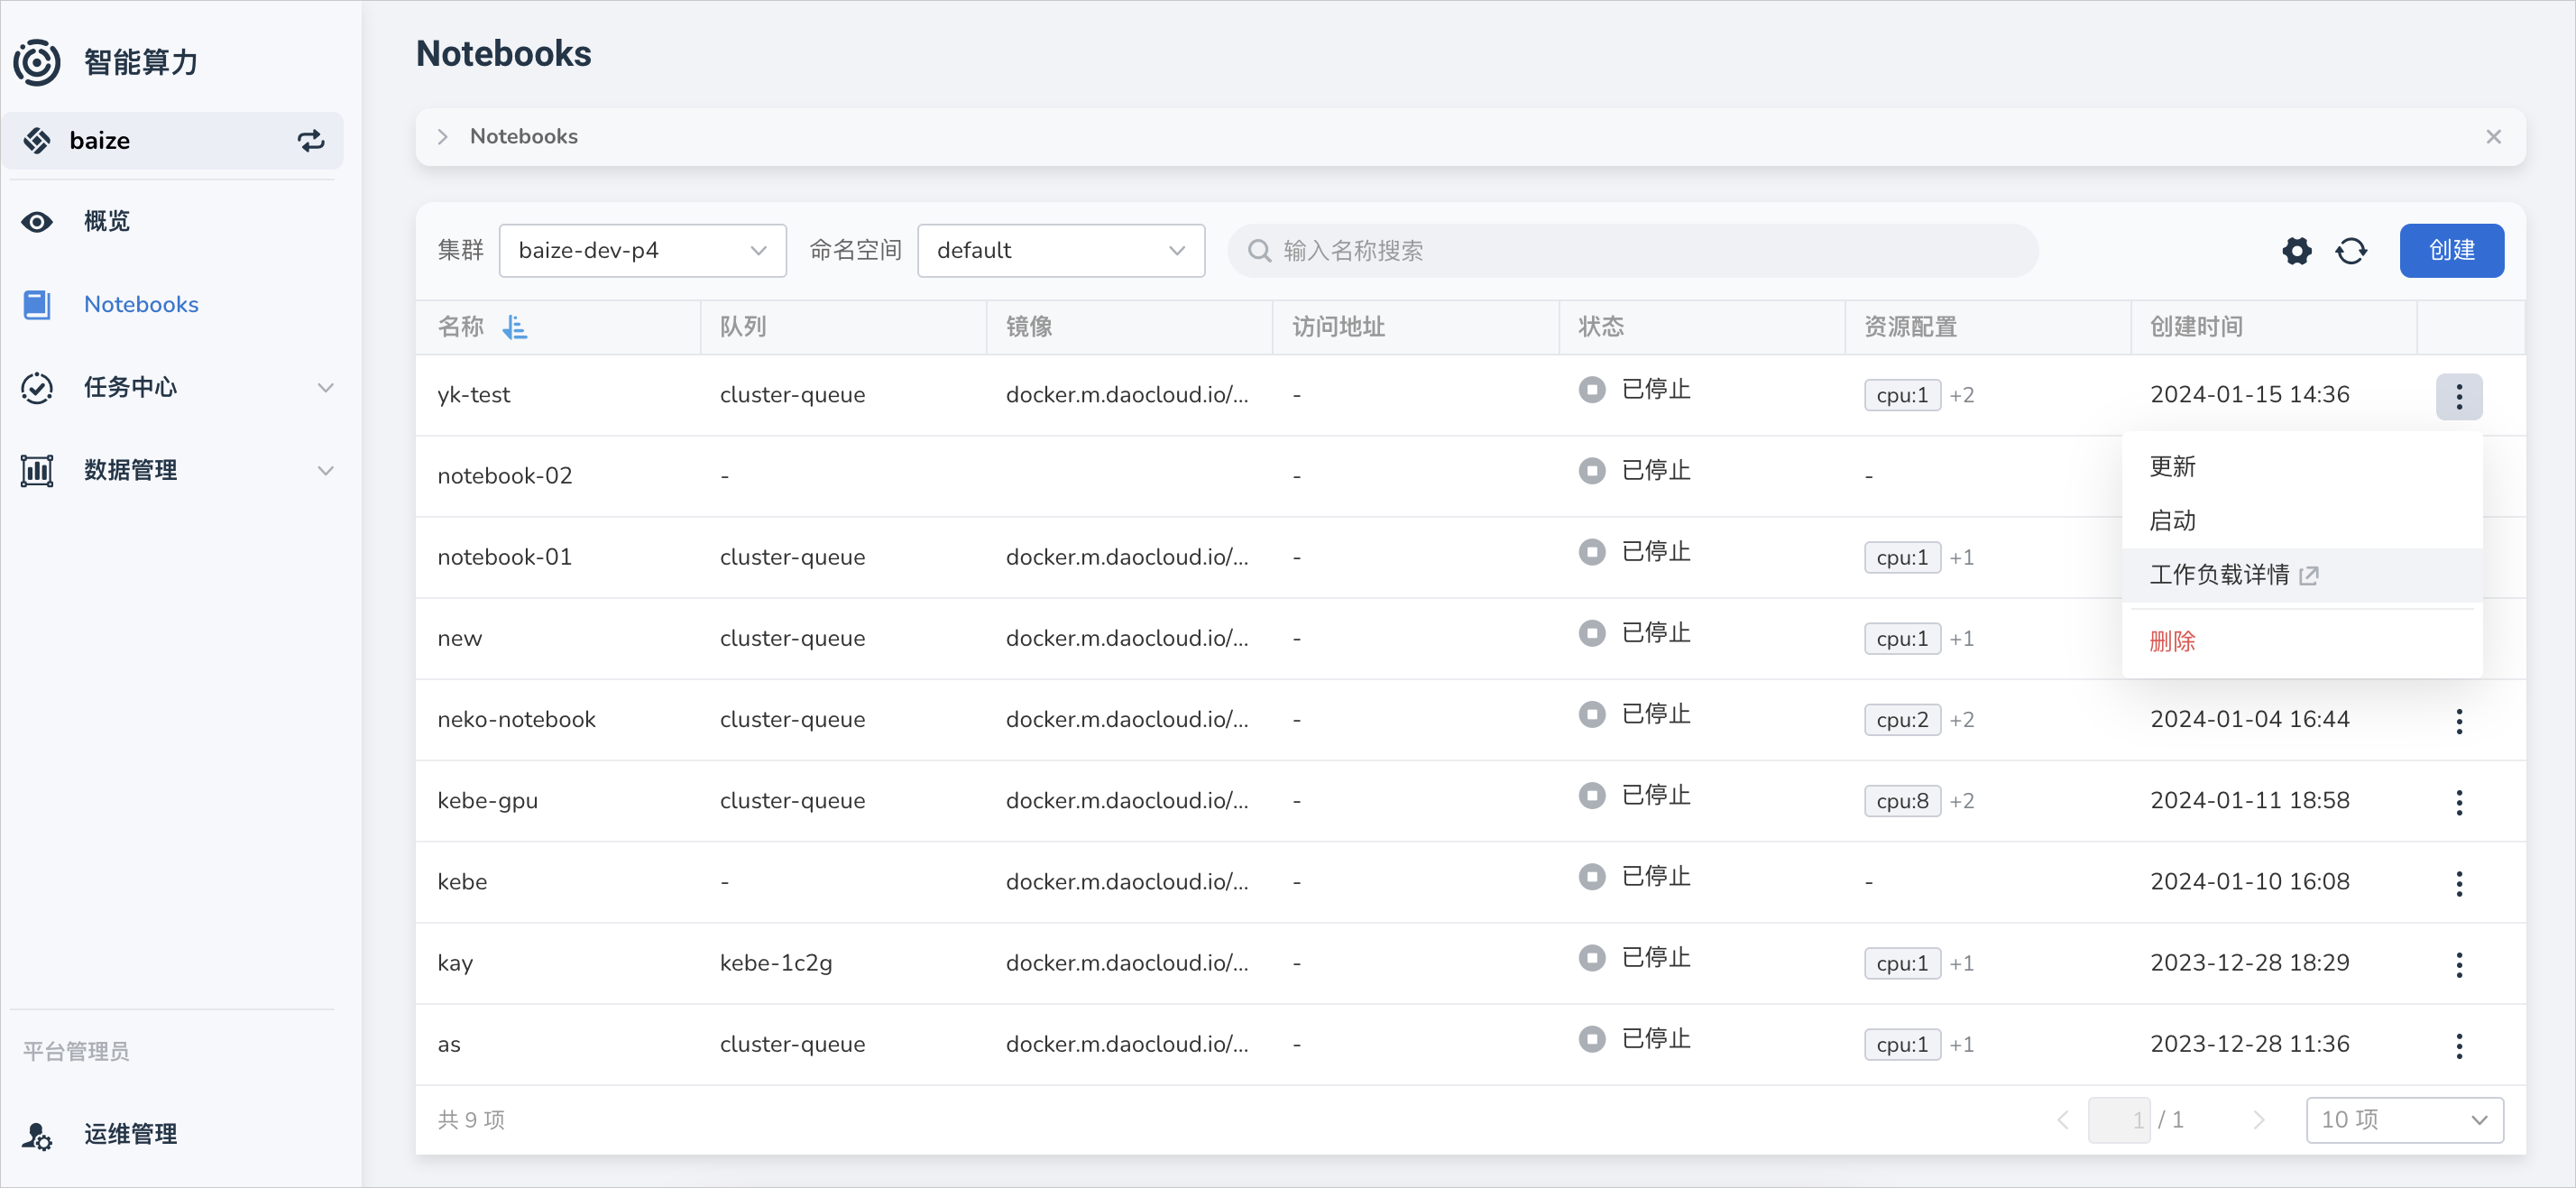 智能算力
baize
概览
Notebooks
任务中心
数据管理
平台管理员
运维管理
Notebooks
Notebooks
集群 baize-dev-p4 命名空间 default 输入名称搜索 创建
名称 队列 镜像 访问地址 状态 资源配置 创建时间
yk-test cluster-queue docker.m.daocloud.io/... - 已停止 cpu:1 +2 2024-01-15 14:36
notebook-02 - - 已停止 -
notebook-01 cluster-queue docker.m.daocloud.io/... - 已停止 cpu:1 +1
new cluster-queue docker.m.daocloud.io/... - 已停止 cpu:1 +1
neko-notebook cluster-queue docker.m.daocloud.io/... - 已停止 cpu:2 +2 2024-01-04 16:44
kebe-gpu cluster-queue docker.m.daocloud.io/... - 已停止 cpu:8 +2 2024-01-11 18:58
kebe - docker.m.daocloud.io/... - 已停止 - 2024-01-10 16:08
kay kebe-1c2g docker.m.daocloud.io/... - 已停止 cpu:1 +1 2023-12-28 18:29
as cluster-queue docker.m.daocloud.io/... - 已停止 cpu:1 +1 2023-12-28 11:36
更新
启动
工作负载详情
删除
共 9 项 1 / 1 10 项